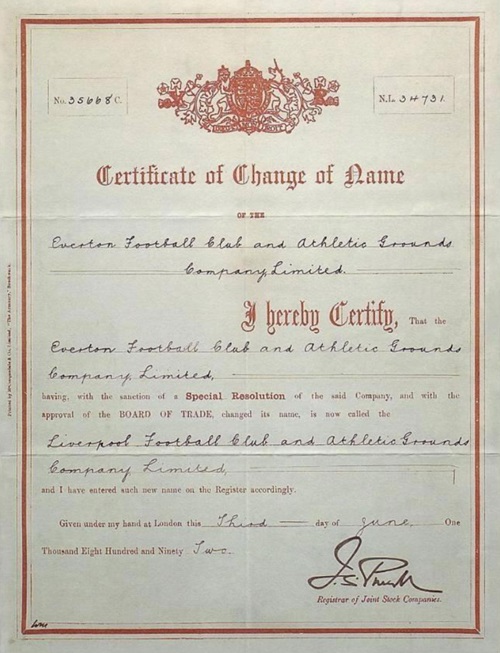 No. 35668 C.
N.L. 34731.
Certificate of Change of Name
OF THE
Everton Football Club and Athletic Grounds
Company, Limited.
I hereby Certify, That the
Everton Football Club and Athletic Grounds
Company, Limited,
having, with the sanction of a Special Resolution of the said Company, and with the
approval of the BOARD OF TRADE, changed its name, is now called the
Liverpool Football Club and Athletic Grounds
Company Limited,
and I have entered such new name on the Register accordingly.
Given under my hand at London this Third day of June, One
Thousand Eight Hundred and Ninety Two.
Registrar of Joint Stock Companies.